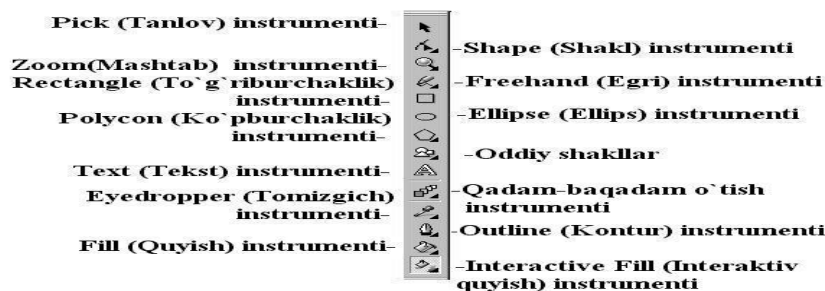 Pick (Tanlov) instrumenti-
-Shape (Shakl) instrumenti
Zoom(Mashtab) instrumenti-
Rectangle (To`g`riburchaklik)
instrumenti-
-Freehand (Egri) instrumenti
Polycon (Ko`pburchaklik)
instrumenti-
-Ellipse (Ellips) instrumenti
-Oddiy shakllar
Text (Tekst) instrumenti-
Eyedropper (Tomizgich)
instrumenti-
-Qadam-baqadam o`tish
instrumenti
-Outline (Kontur) instrumenti
Fill (Quyish) instrumenti-
-Interactive Fill (Interaktiv
quyish) instrumenti